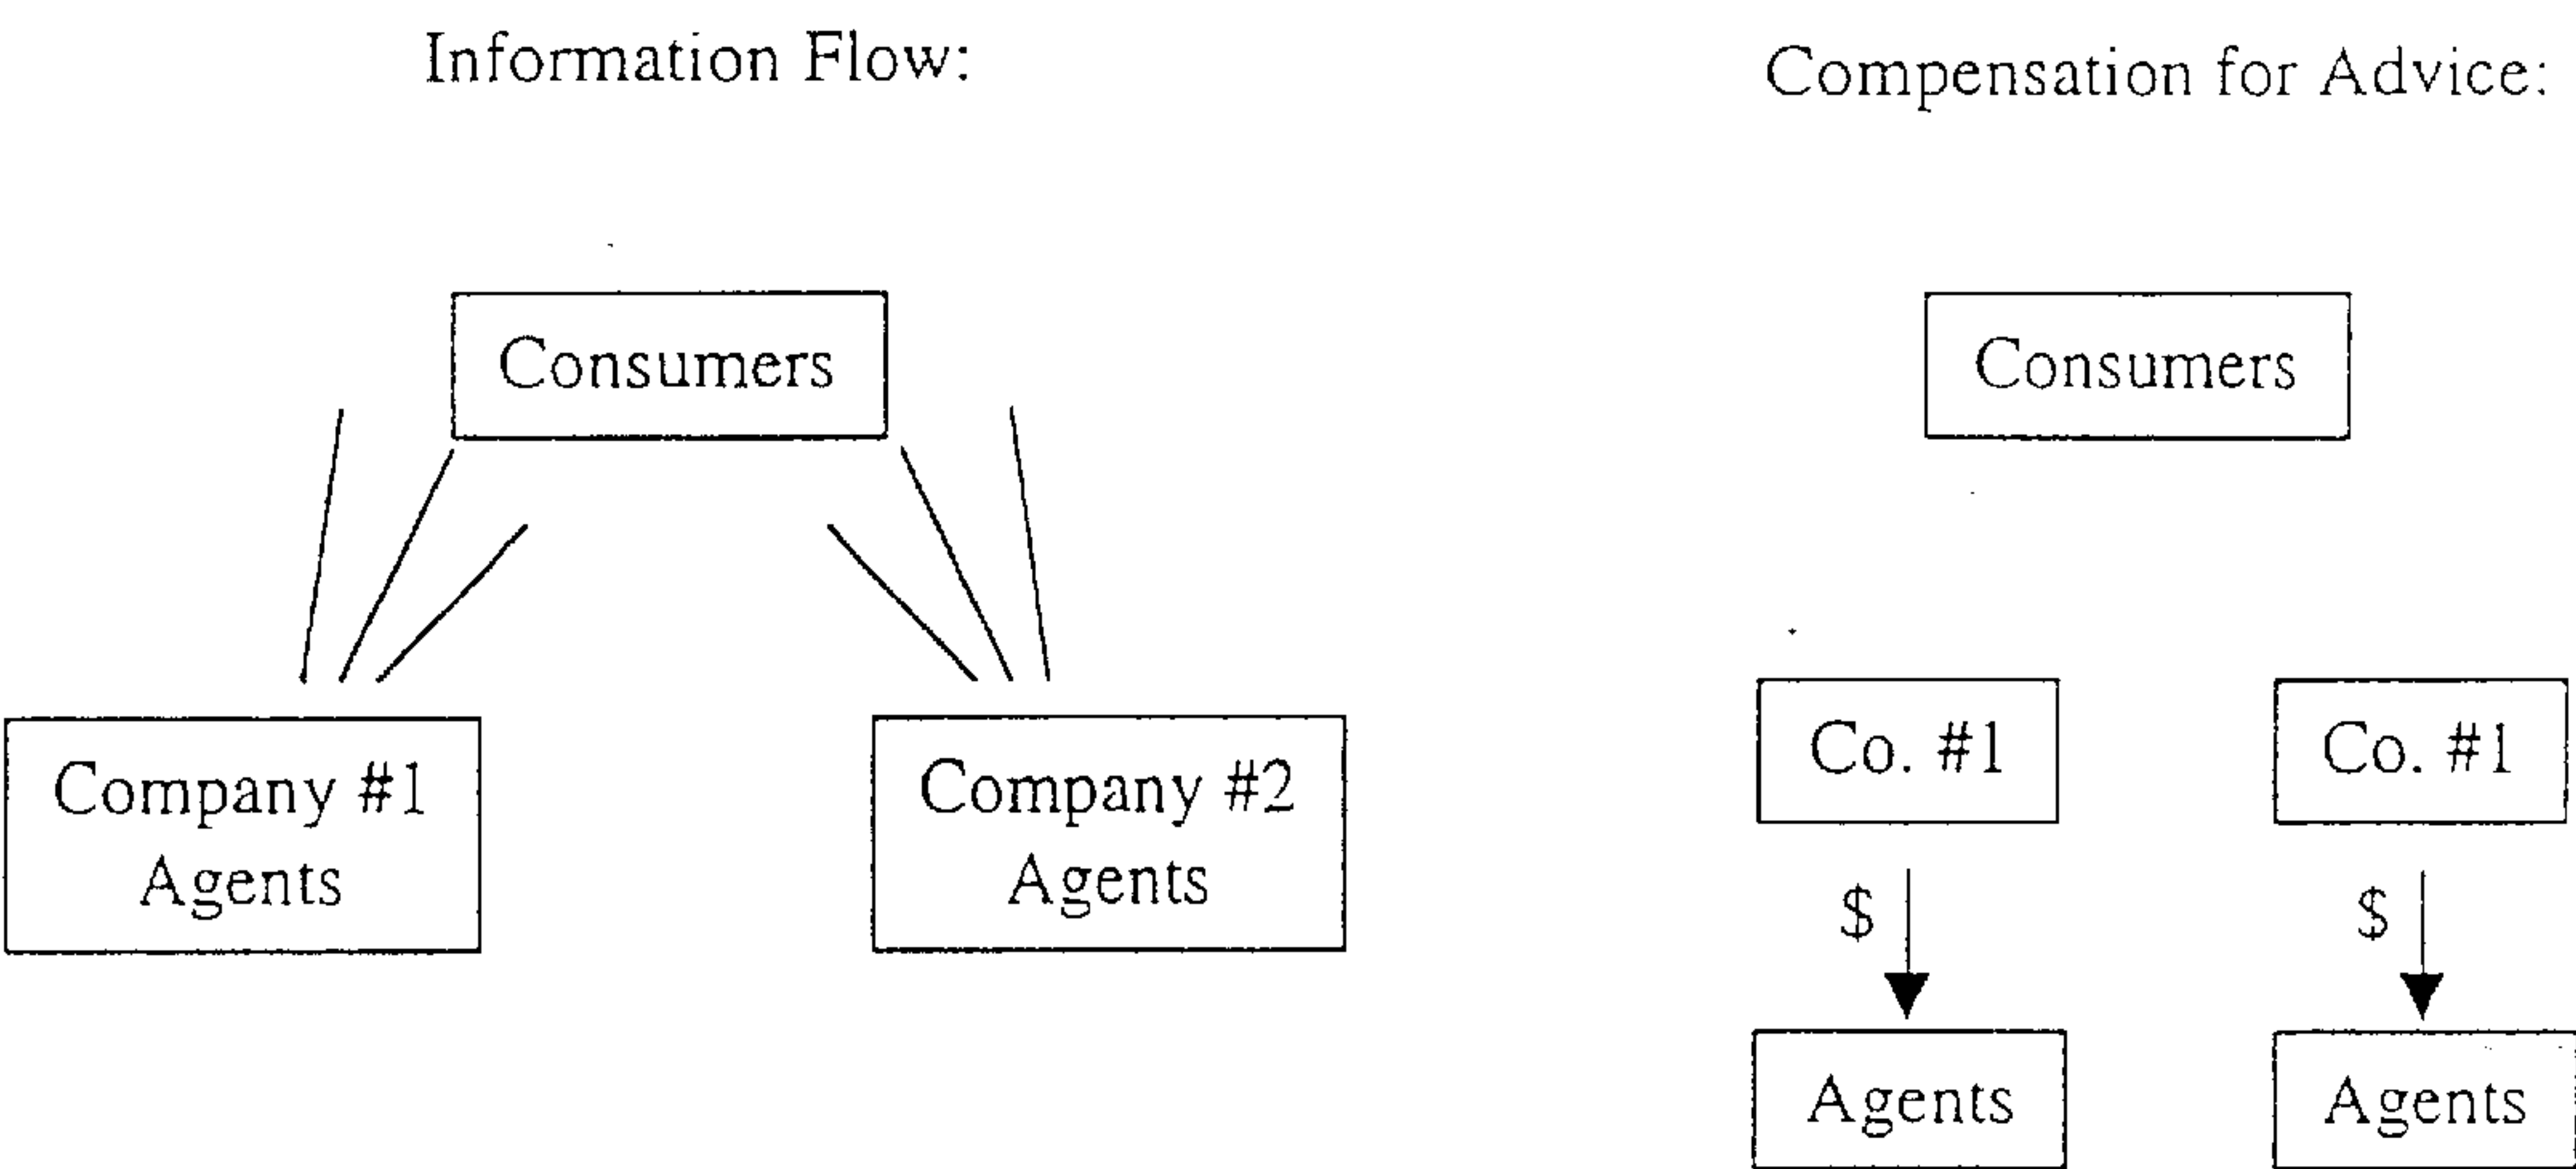 Information Flow:
Consumers
Company #1
Agents
Company #2
Agents
Compensation for Advice:
Consumers
Co. #1
Co. #1
$
$
Agents
Agents